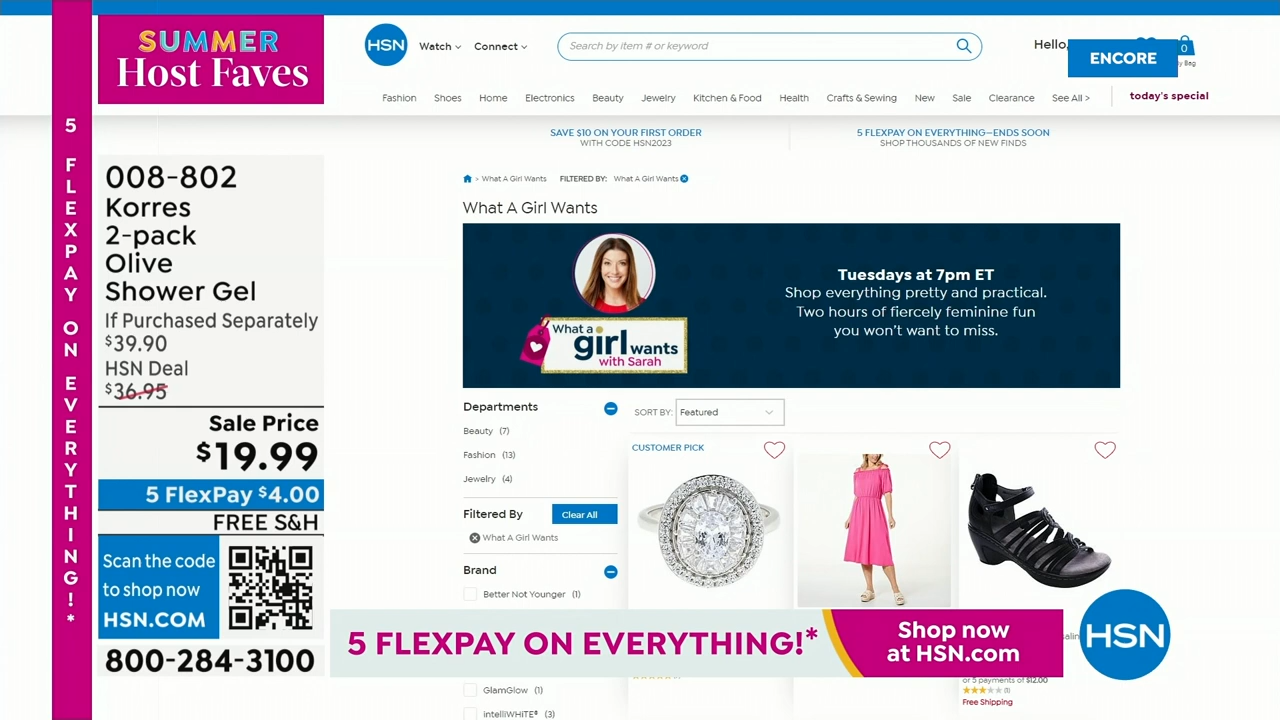 SUMMER
Host Faves
5 FLEXPAY ON EVERYTHING!*
008-802
Korres
2-pack
Olive
Shower Gel
If Purchased Separately
$39.90
HSN Deal
$36.95
Sale Price
$19.99
5 FlexPay $4.00
FREE S&H
Scan the code
to shop now
HSN.COM
800-284-3100
HSN
Watch
Connect
Search by item # or keyword
Hello,
ENCORE
0
Bag
Fashion Shoes Home Electronics Beauty Jewelry Kitchen & Food Health Crafts & Sewing New Sale Clearance See All > today's special
SAVE $10 ON YOUR FIRST ORDER
WITH CODE HSN2023
5 FLEXPAY ON EVERYTHING—ENDS SOON
SHOP THOUSANDS OF NEW FINDS
> What A Girl Wants FILTERED BY: What A Girl Wants
What A Girl Wants
What a
girl wants
with Sarah
Tuesdays at 7pm ET
Shop everything pretty and practical.
Two hours of fiercely feminine fun
you won't want to miss.
Departments
Beauty (7)
Fashion (13)
Jewelry (4)
Filtered By Clear All
What A Girl Wants
Brand
Better Not Younger (1)
GlamGlow (1)
intelliWHiTE® (3)
SORT BY: Featured
CUSTOMER PICK
or 5 payments of $12.00
(1)
Free Shipping
5 FLEXPAY ON EVERYTHING!*
Shop now
at HSN.com
HSN